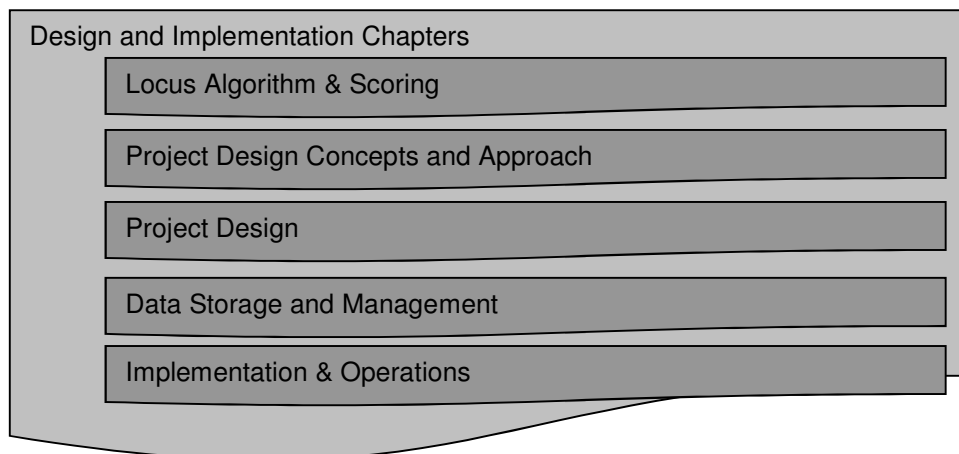 Design and Implementation Chapters
Locus Algorithm & Scoring
Project Design Concepts and Approach
Project Design
Data Storage and Management
Implementation & Operations